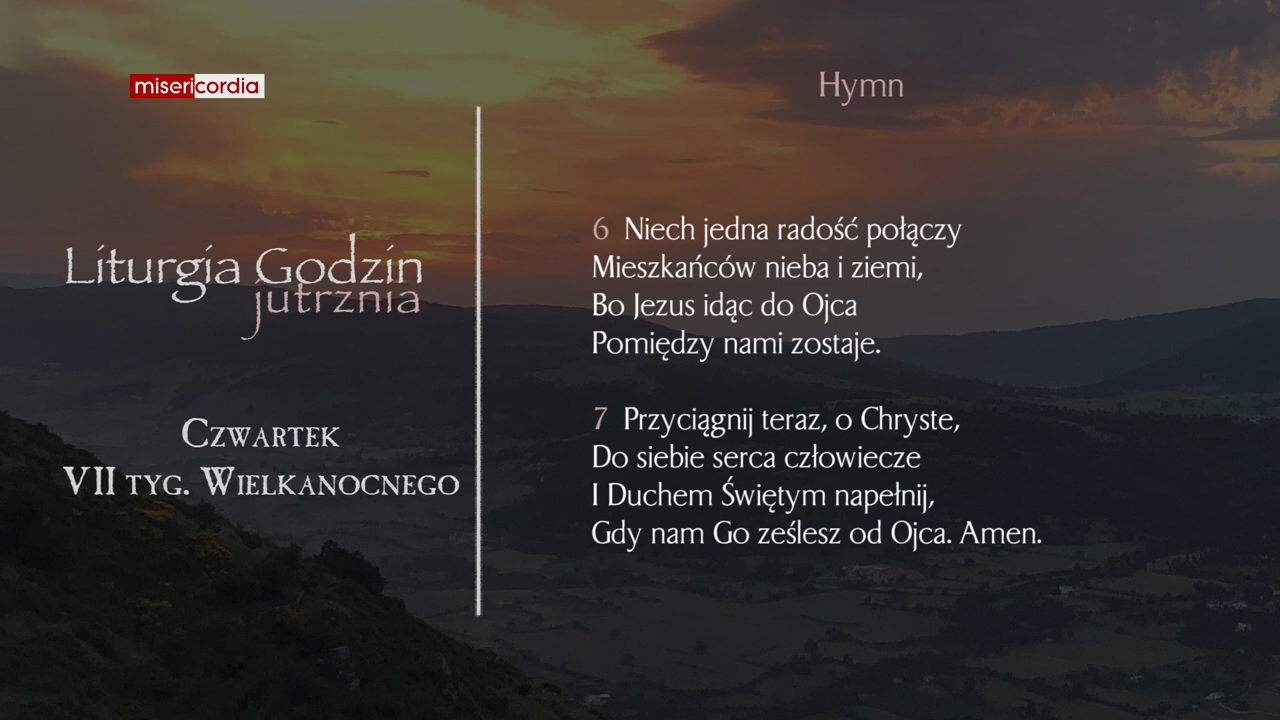 misericordia
Liturgia Godzin
jutrznia
Czwartek
VII tyg. Wielkanocnego
Hymn
6 Niech jedna radość połączy
Mieszkańców nieba i ziemi,
Bo Jezus idąc do Ojca
Pomiędzy nami zostaje.
7 Przyciągnij teraz, o Chryste,
Do siebie serca człowiecze
I Duchem Świętym napełnij,
Gdy nam Go ześlesz od Ojca. Amen.